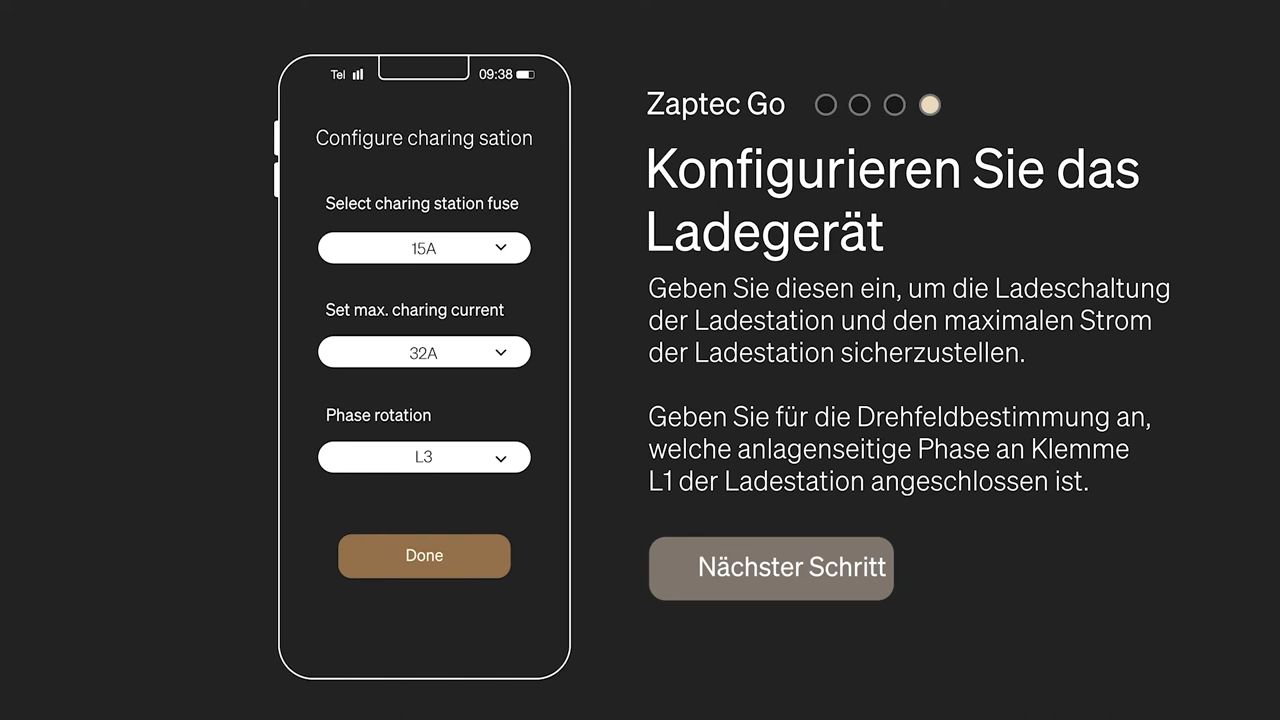 Tel
09:38
Configure charing sation
Select charing station fuse
15A
Set max. charing current
32A
Phase rotation
L3
Done
Zaptec Go
Konfigurieren Sie das
Ladegerät
Geben Sie diesen ein, um die Ladeschaltung
der Ladestation und den maximalen Strom
der Ladestation sicherzustellen.
Geben Sie für die Drehfeldbestimmung an,
welche anlagenseitige Phase an Klemme
L1 der Ladestation angeschlossen ist.
Nächster Schritt